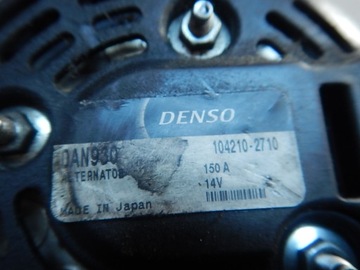 DENSO
DAN930 104210-2710
ALTERNATOR 150 A
14V
MADE IN Japan